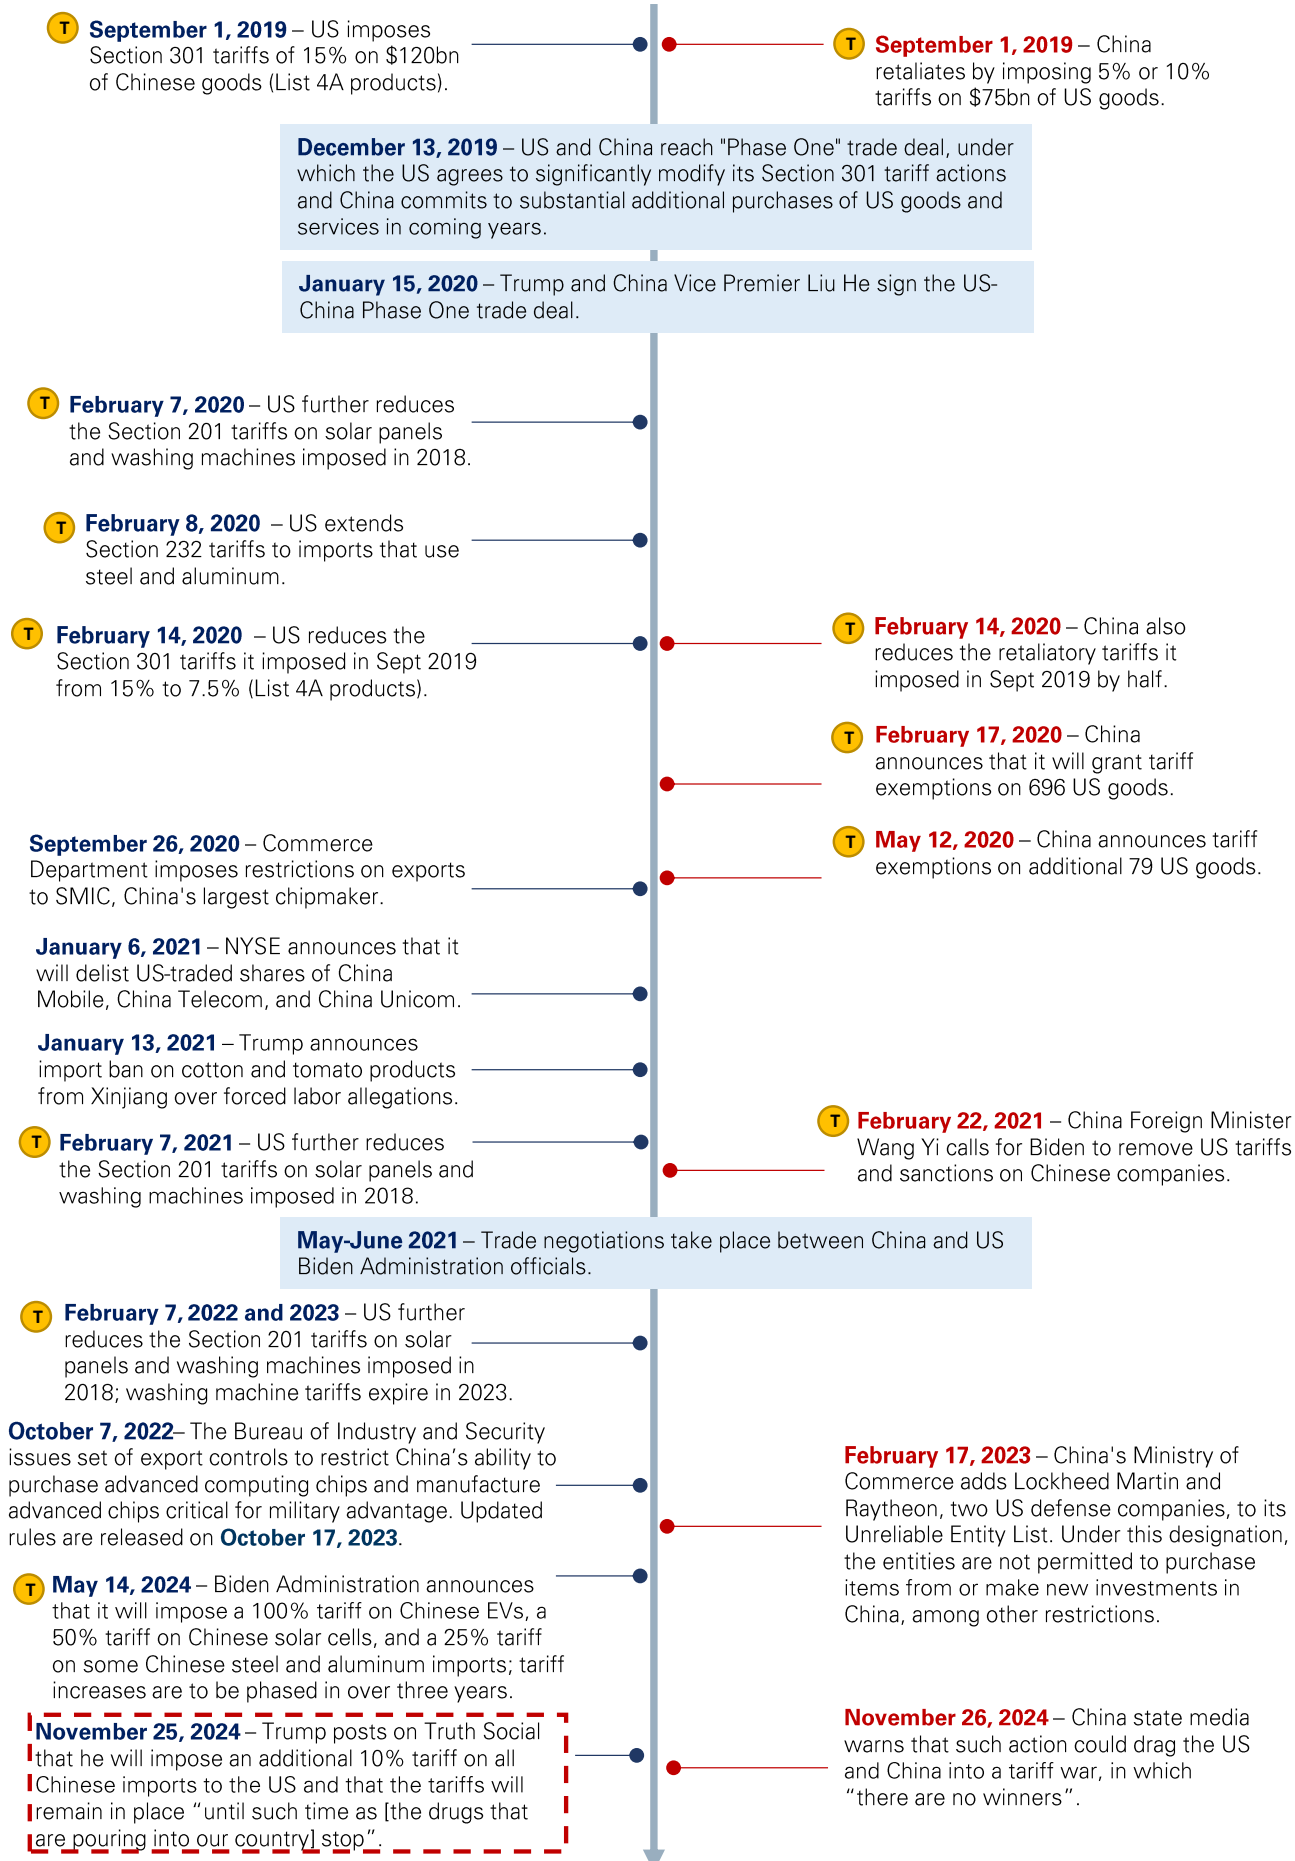 T
September 1, 2019 – US imposes
Section 301 tariffs of 15% on $120bn
of Chinese goods (List 4A products).
T
September 1, 2019 – China
retaliates by imposing 5% or 10%
tariffs on $75bn of US goods.
December 13, 2019 – US and China reach "Phase One" trade deal, under
which the US agrees to significantly modify its Section 301 tariff actions
and China commits to substantial additional purchases of US goods and
services in coming years.
January 15, 2020 – Trump and China Vice Premier Liu He sign the US-
China Phase One trade deal.
T
February 7, 2020 – US further reduces
the Section 201 tariffs on solar panels
and washing machines imposed in 2018.
T
February 8, 2020 – US extends
Section 232 tariffs to imports that use
steel and aluminum.
T
February 14, 2020 – US reduces the
Section 301 tariffs it imposed in Sept 2019
from 15% to 7.5% (List 4A products).
T
February 14, 2020 – China also
reduces the retaliatory tariffs it
imposed in Sept 2019 by half.
T
February 17, 2020 – China
announces that it will grant tariff
exemptions on 696 US goods.
T
May 12, 2020 – China announces tariff
exemptions on additional 79 US goods.
September 26, 2020 – Commerce
Department imposes restrictions on exports
to SMIC, China's largest chipmaker.
January 6, 2021 – NYSE announces that it
will delist US-traded shares of China
Mobile, China Telecom, and China Unicom.
January 13, 2021 – Trump announces
import ban on cotton and tomato products
from Xinjiang over forced labor allegations.
T
February 7, 2021 – US further reduces
the Section 201 tariffs on solar panels and
washing machines imposed in 2018.
T
February 22, 2021 – China Foreign Minister
Wang Yi calls for Biden to remove US tariffs
and sanctions on Chinese companies.
May-June 2021 – Trade negotiations take place between China and US
Biden Administration officials.
T
February 7, 2022 and 2023 – US further
reduces the Section 201 tariffs on solar
panels and washing machines imposed in
2018; washing machine tariffs expire in 2023.
October 7, 2022– The Bureau of Industry and Security
issues set of export controls to restrict China’s ability to
purchase advanced computing chips and manufacture
advanced chips critical for military advantage. Updated
rules are released on October 17, 2023.
February 17, 2023 – China's Ministry of
Commerce adds Lockheed Martin and
Raytheon, two US defense companies, to its
Unreliable Entity List. Under this designation,
the entities are not permitted to purchase
items from or make new investments in
China, among other restrictions.
T
May 14, 2024 – Biden Administration announces
that it will impose a 100% tariff on Chinese EVs, a
50% tariff on Chinese solar cells, and a 25% tariff
on some Chinese steel and aluminum imports; tariff
increases are to be phased in over three years.
November 25, 2024 – Trump posts on Truth Social
that he will impose an additional 10% tariff on all
Chinese imports to the US and that the tariffs will
remain in place “until such time as [the drugs that
are pouring into our country] stop”.
November 26, 2024 – China state media
warns that such action could drag the US
and China into a tariff war, in which
“there are no winners”.